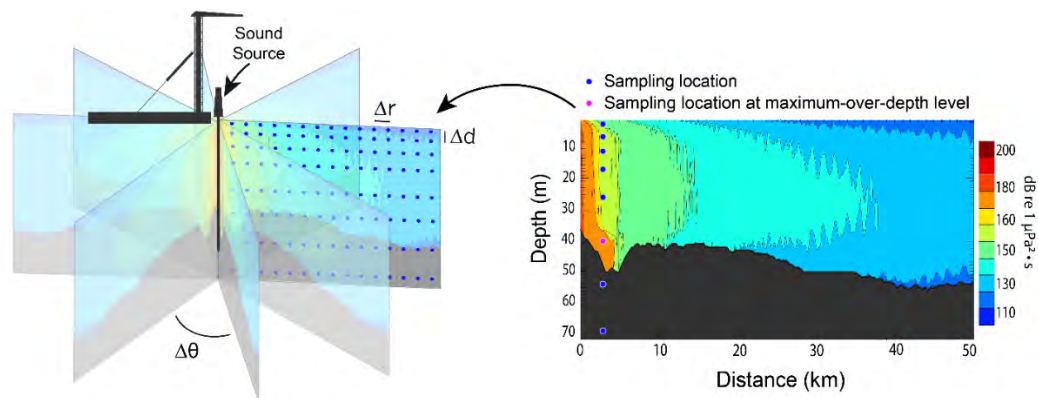 Sound
Source
Δr
Δd
Δθ
Sampling location
Sampling location at maximum-over-depth level
Depth (m)
10
20
30
40
50
60
70
0
10
20
30
40
50
Distance (km)
200
180
160
150
130
110
dB re 1 µPa²·s